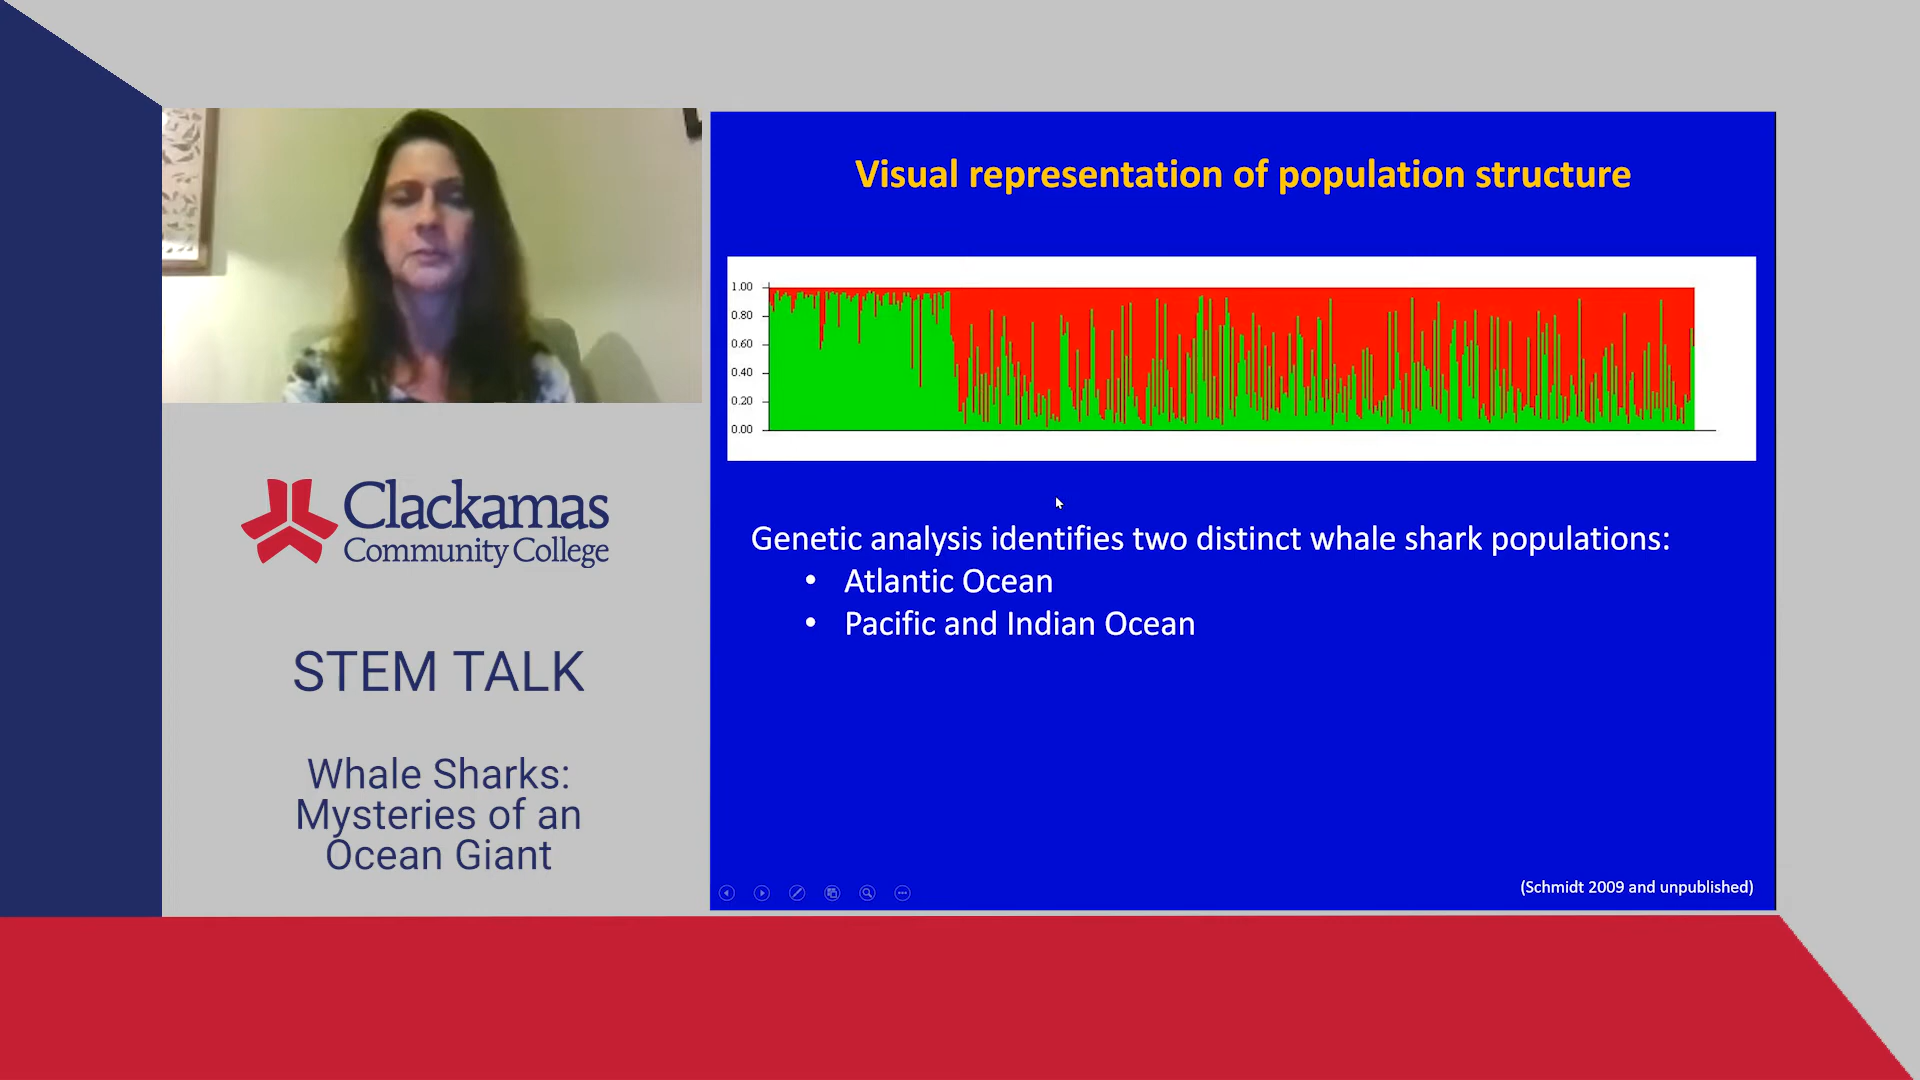 Visual representation of population structure
1.00
0.80
0.60
0.40
0.20
0.00
Genetic analysis identifies two distinct whale shark populations:
• Atlantic Ocean
• Pacific and Indian Ocean
(Schmidt 2009 and unpublished)
Clackamas
Community College
STEM TALK
Whale Sharks:
Mysteries of an
Ocean Giant